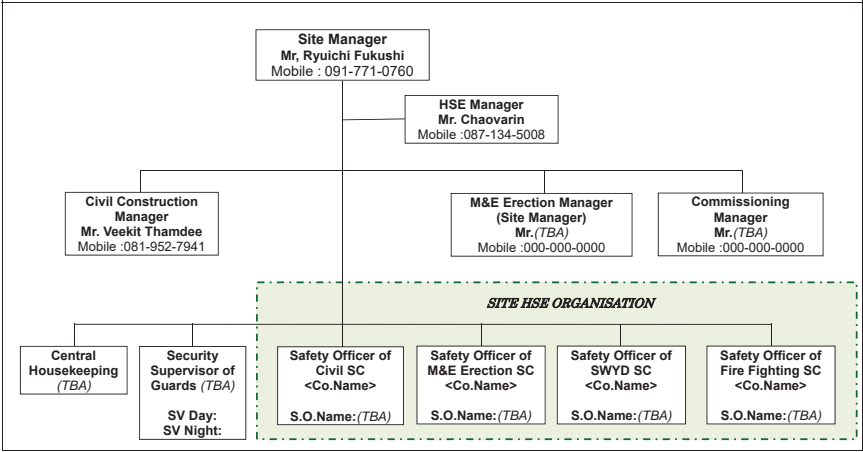 Site Manager
Mr, Ryuichi Fukushi
Mobile : 091-771-0760
HSE Manager
Mr. Chaovarin
Mobile :087-134-5008
Civil Construction
Manager
Mr. Veekit Thamdee
Mobile :081-952-7941
M&E Erection Manager
(Site Manager)
Mr.(TBA)
Mobile :000-000-0000
Commissioning
Manager
Mr.(TBA)
Mobile :000-000-0000
SITE HSE ORGANISATION
Central
Housekeeping
(TBA)
Security
Supervisor of
Guards (TBA)
SV Day:
SV Night:
Safety Officer of
Civil SC
<Co.Name>
S.O.Name:(TBA)
Safety Officer of
M&E Erection SC
<Co.Name>
S.O.Name:(TBA)
Safety Officer of
SWYD SC
<Co.Name>
S.O.Name:(TBA)
Safety Officer of
Fire Fighting SC
<Co.Name>
S.O.Name:(TBA)